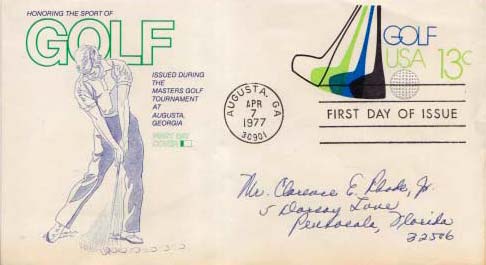 HONORING THE SPORT OF
GOLF
ISSUED DURING
THE
MASTERS GOLF
TOURNAMENT
AT
AUGUSTA,
GEORGIA
FIRST DAY
COVER
GOLF
USA 13c
AUGUSTA, GA
APR
7
1977
30901
FIRST DAY OF ISSUE
Mr. Clarence E. Rhode, Jr.
5 Dorsay Lane
Pensacola, Florida
32506